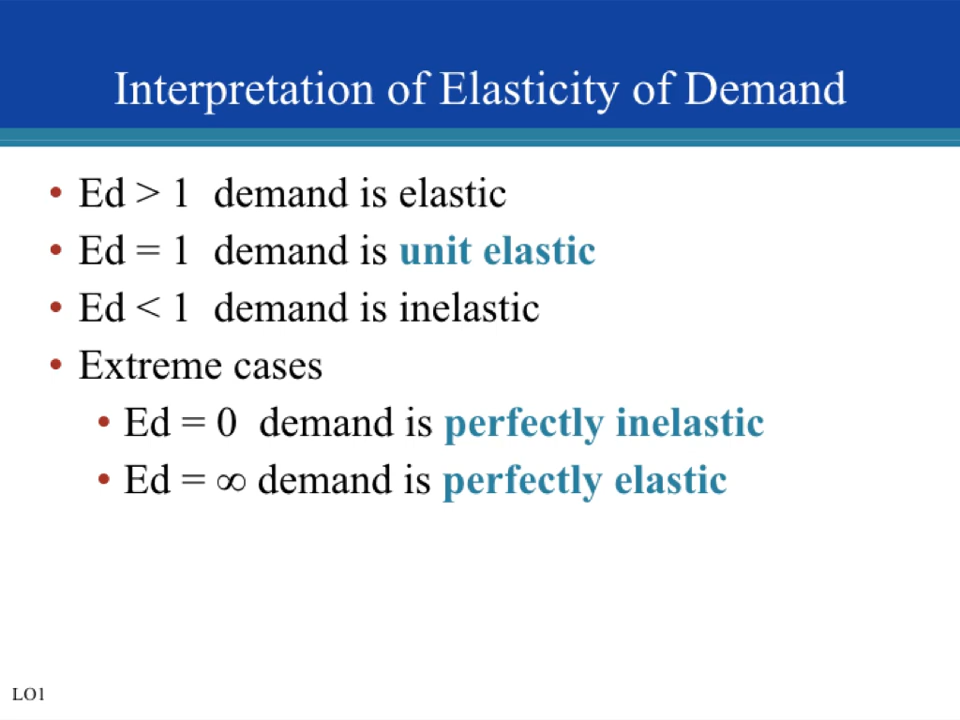 Interpretation of Elasticity of Demand
• Ed > 1 demand is elastic
• Ed = 1 demand is unit elastic
• Ed < 1 demand is inelastic
• Extreme cases
• Ed = 0 demand is perfectly inelastic
• Ed = ∞ demand is perfectly elastic
LO1